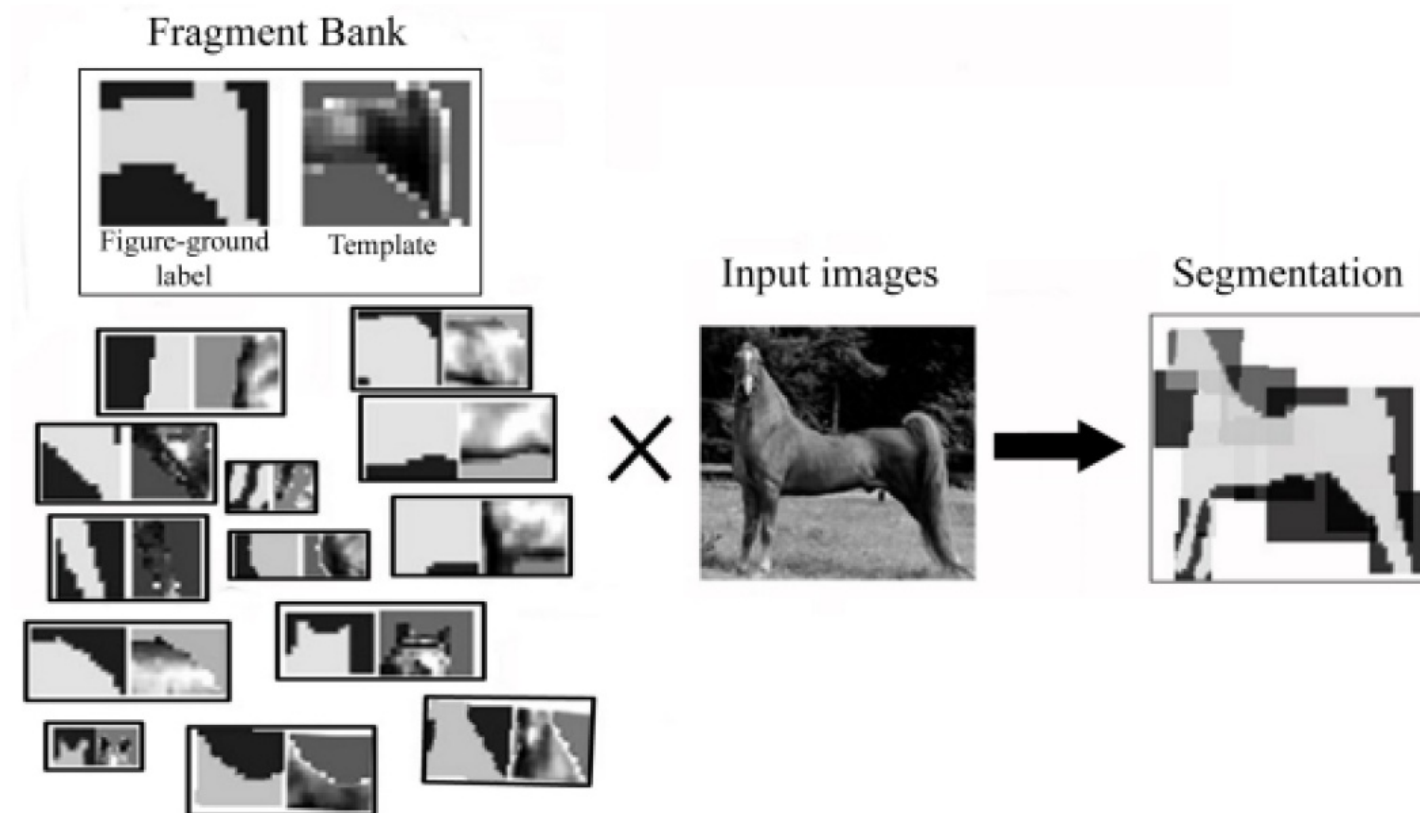 Fragment Bank
Figure-ground
label
Template
Input images
Segmentation